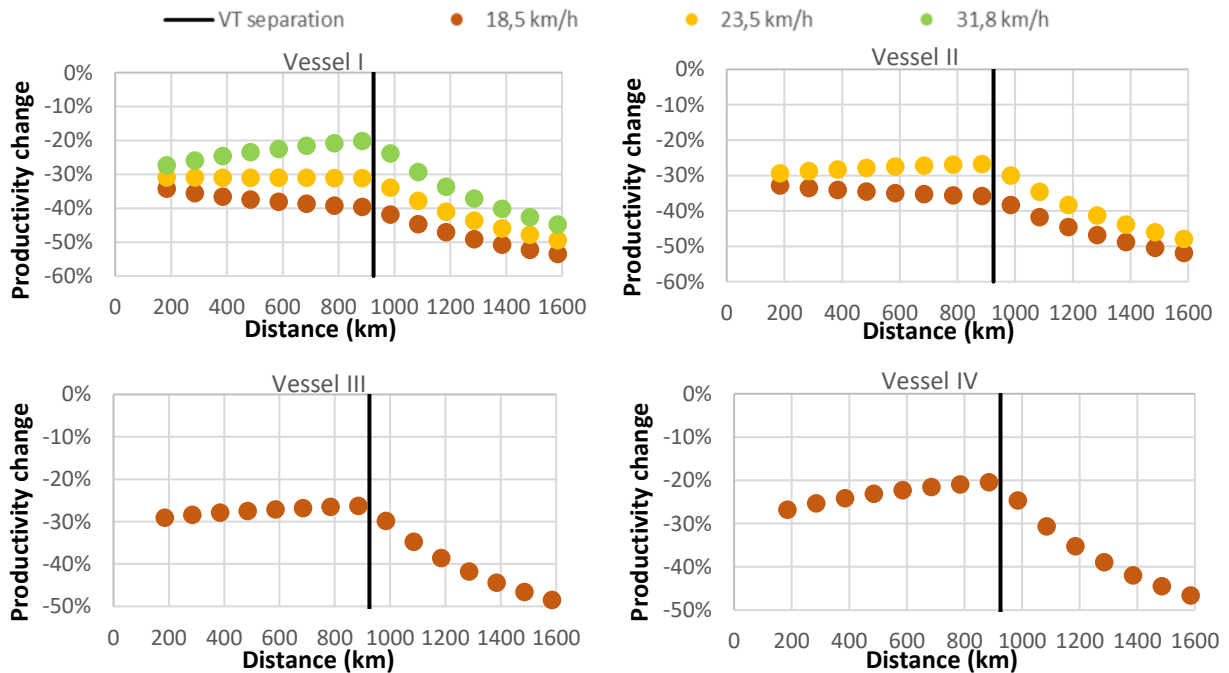 VT separation 18,5 km/h 23,5 km/h 31,8 km/h
Vessel I
Productivity change
0%
-10%
-20%
-30%
-40%
-50%
-60%
0 200 400 600 800 1000 1200 1400 1600
Distance (km)
Vessel II
Productivity change
0%
-10%
-20%
-30%
-40%
-50%
-60%
0 200 400 600 800 1000 1200 1400 1600
Distance (km)
Vessel III
Productivity change
0%
-10%
-20%
-30%
-40%
-50%
0 200 400 600 800 1000 1200 1400 1600
Distance (km)
Vessel IV
Productivity change
0%
-10%
-20%
-30%
-40%
-50%
0 200 400 600 800 1000 1200 1400 1600
Distance (km)